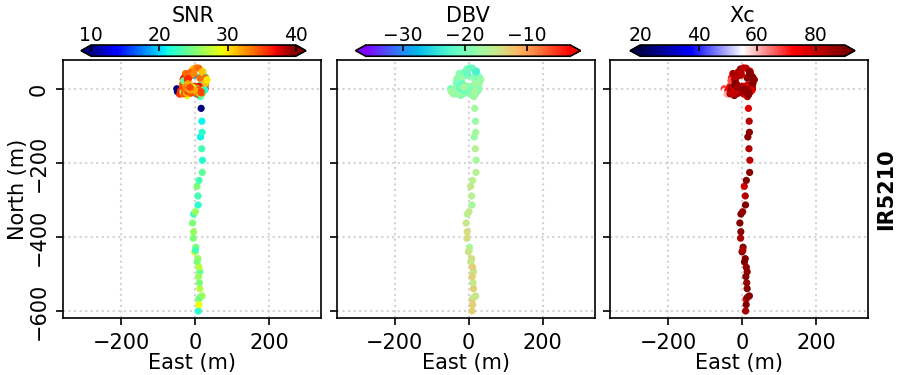 SNR DBV Xc
10 20 30 40 −30 −20 −10 20 40 60 80
North (m)
0
−200
−400
−600
IR5210
−200 0 200 −200 0 200 −200 0 200
East (m) East (m) East (m)